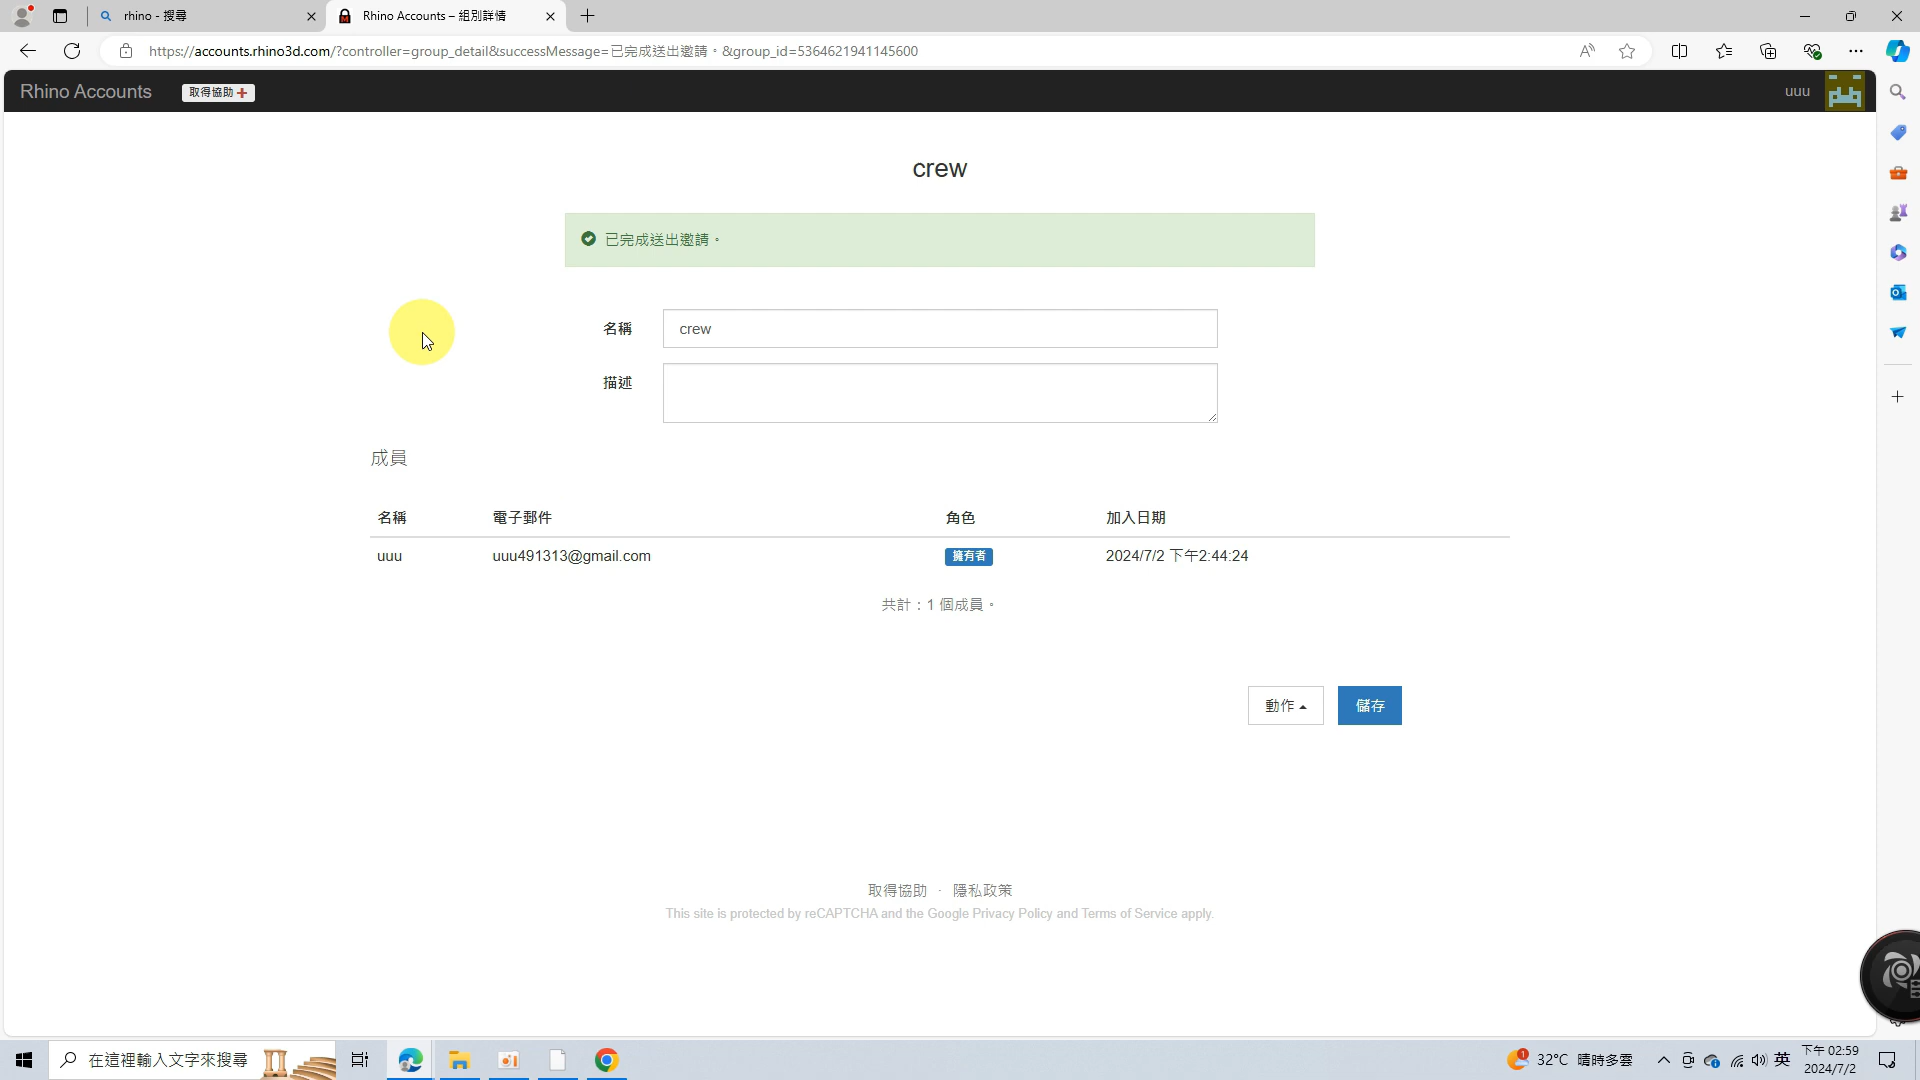 rhino - 搜尋
Rhino Accounts – 組別詳情
https://accounts.rhino3d.com/?controller=group_detail&successMessage=已完成送出邀請。&group_id=5364621941145600
Rhino Accounts
取得協助
uuu
crew
已完成送出邀請。
名稱
crew
描述
成員
名稱 電子郵件 角色 加入日期
uuu uuu491313@gmail.com 擁有者 2024/7/2 下午2:44:24
共計：1 個成員。
動作
儲存
取得協助 · 隱私政策
This site is protected by reCAPTCHA and the Google Privacy Policy and Terms of Service apply.
在這裡輸入文字來搜尋
1
32°C 晴時多雲
英
下午 02:59
2024/7/2